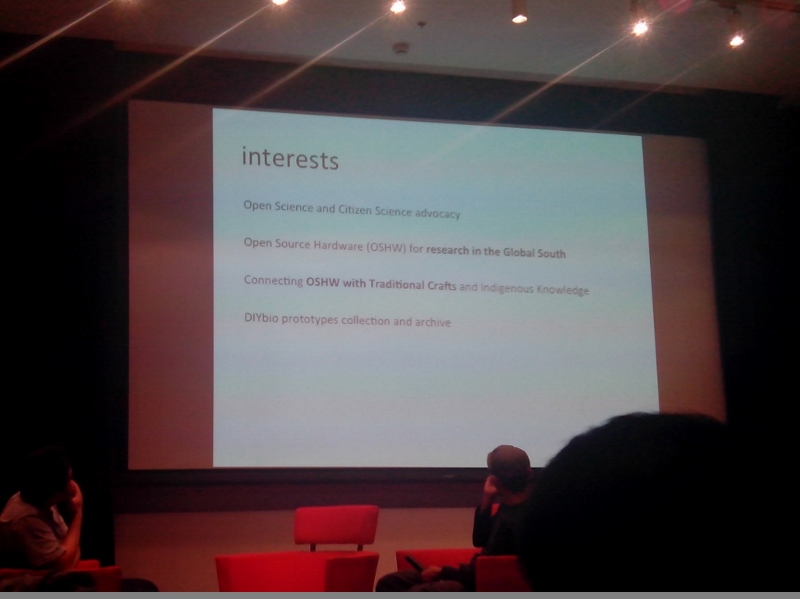 interests
Open Science and Citizen Science advocacy
Open Source Hardware (OSHW) for research in the Global South
Connecting OSHW with Traditional Crafts and Indigenous Knowledge
DIYbio prototypes collection and archive